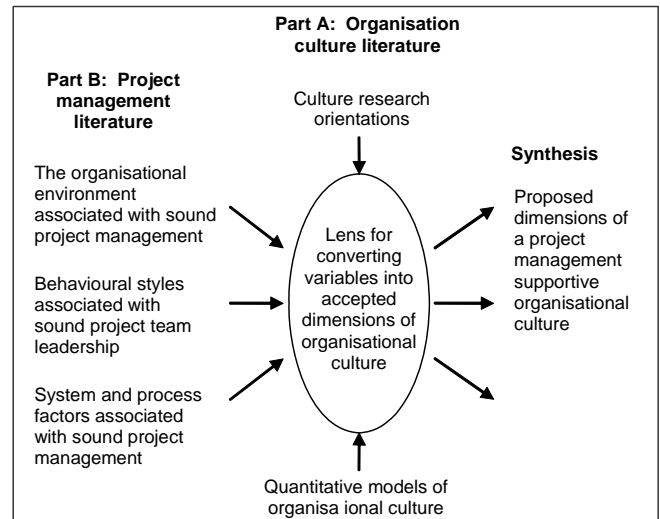 Part A: Organisation
culture literature
Part B: Project
management
literature
Culture research
orientations
The organisational
environment
associated with sound
project management
Behavioural styles
associated with
sound project team
leadership
System and process
factors associated
with sound project
management
Lens for
converting
variables into
accepted
dimensions of
organisational
culture
Synthesis
Proposed
dimensions of
a project
management
supportive
organisational
culture
Quantitative models of
organisa ional culture